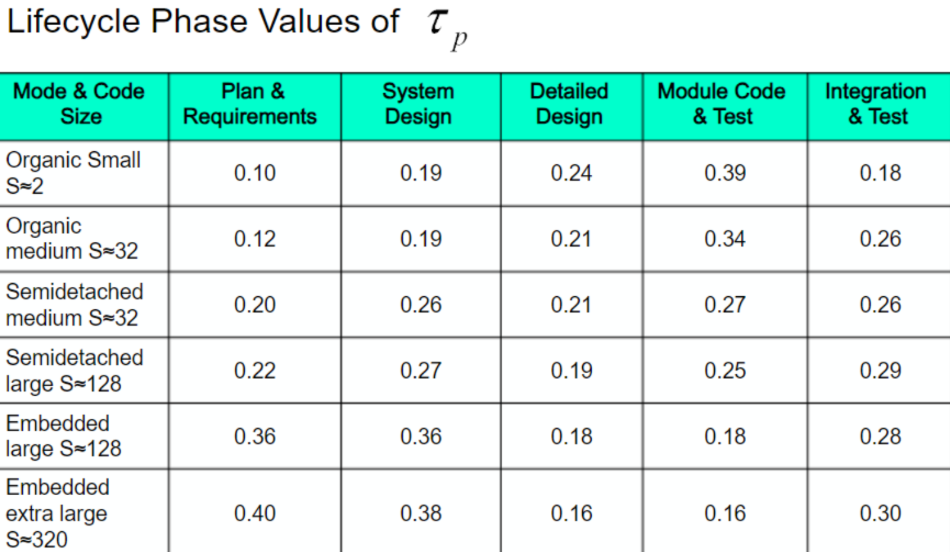 Lifecycle Phase Values of τ p
Mode & Code
Size
Plan &
Requirements
System
Design
Detailed
Design
Module Code
& Test
Integration
& Test
Organic Small
S≈2
0.10
0.19
0.24
0.39
0.18
Organic
medium S≈32
0.12
0.19
0.21
0.34
0.26
Semidetached
medium S≈32
0.20
0.26
0.21
0.27
0.26
Semidetached
large S≈128
0.22
0.27
0.19
0.25
0.29
Embedded
large S≈128
0.36
0.36
0.18
0.18
0.28
Embedded
extra large
S≈320
0.40
0.38
0.16
0.16
0.30